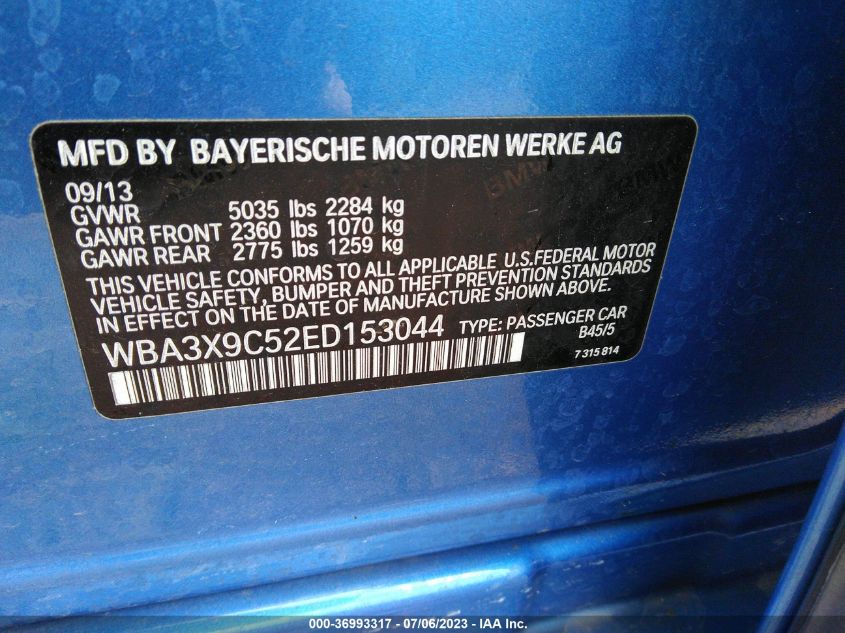 MFD BY BAYERISCHE MOTOREN WERKE AG
09/13
GVWR 5035 lbs 2284 kg
GAWR FRONT 2360 lbs 1070 kg
GAWR REAR 2775 lbs 1259 kg
THIS VEHICLE CONFORMS TO ALL APPLICABLE U.S.FEDERAL MOTOR
VEHICLE SAFETY, BUMPER AND THEFT PREVENTION STANDARDS
IN EFFECT ON THE DATE OF MANUFACTURE SHOWN ABOVE.
WBA3X9C52ED153044 TYPE: PASSENGER CAR
B45/5
7 315 814
000-36993317 / 07/06/2023 - © IAA Inc.